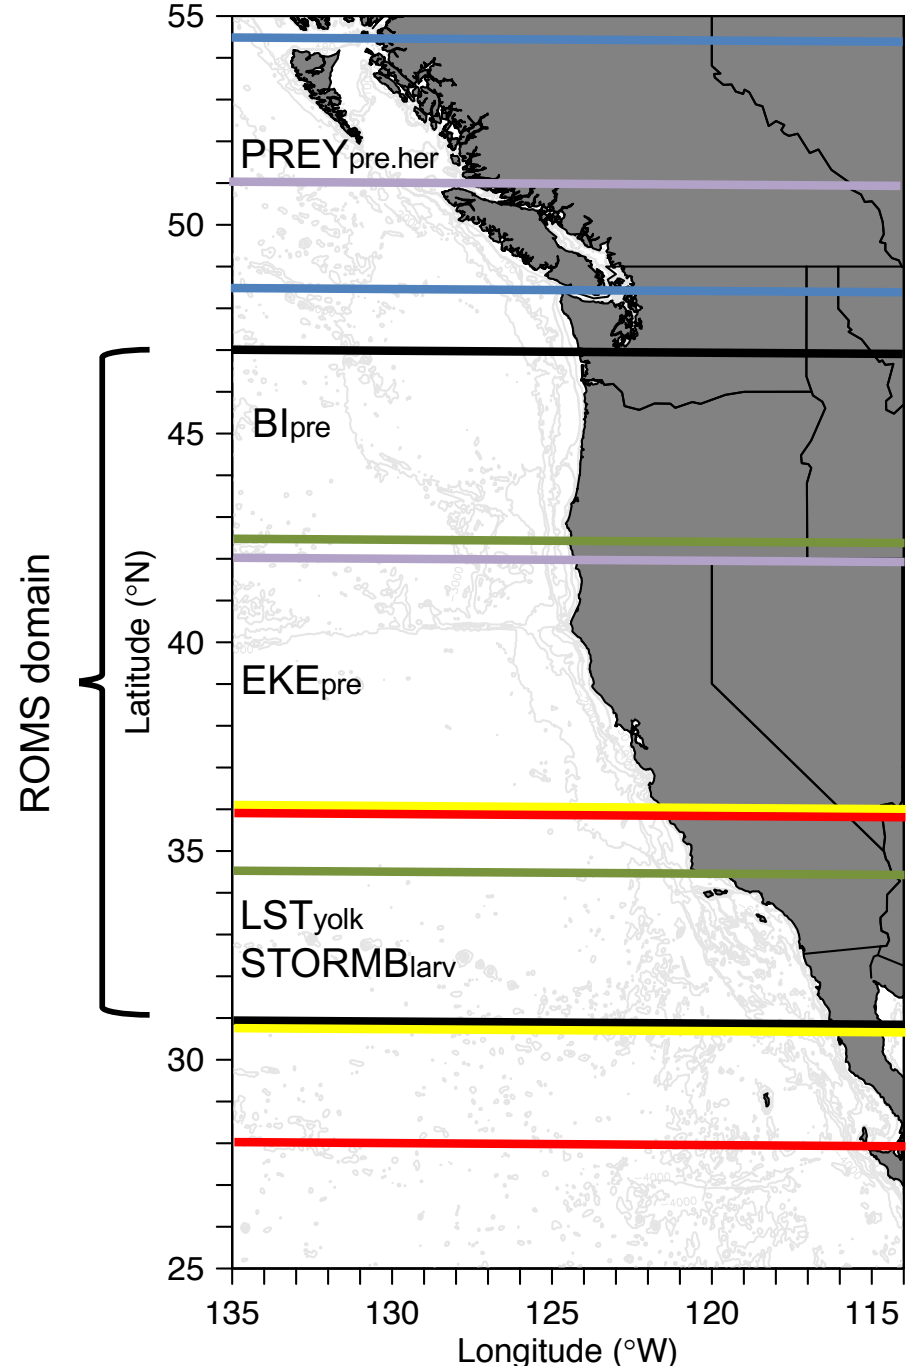 55
PREYpre.her
50
BIpre
45
ROMS domain
Latitude (°N)
40
EKEpre
35
LSTyolk
STORMBlarv
30
4000
25
135 130 125 120 115
Longitude (°W)